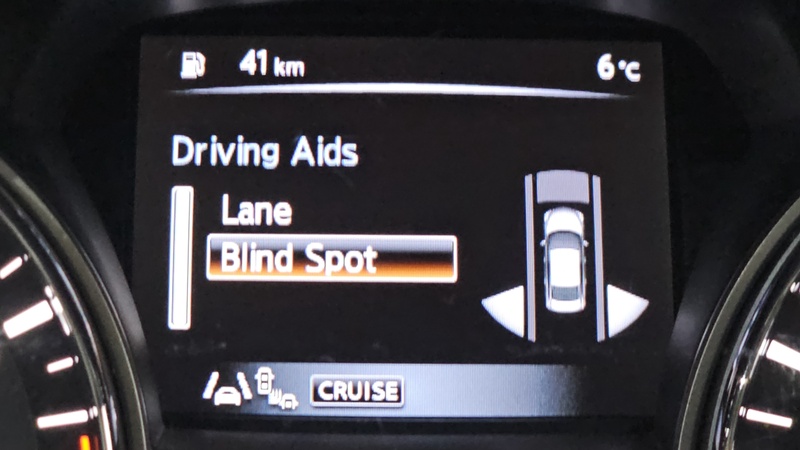 41 km
6°C
Driving Aids
Lane
Blind Spot
CRUISE